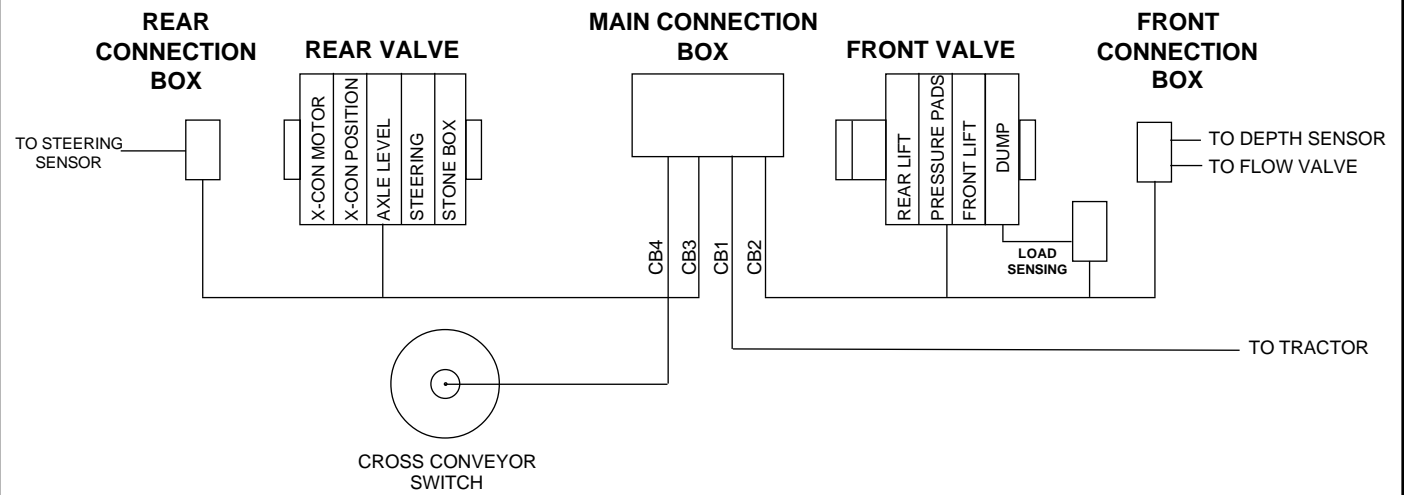 REAR
CONNECTION
BOX
REAR VALVE
MAIN CONNECTION
BOX
FRONT VALVE
FRONT
CONNECTION
BOX
TO STEERING
SENSOR
X-CON MOTOR
X-CON POSITION
AXLE LEVEL
STEERING
STONE BOX
REAR LIFT
PRESSURE PADS
FRONT LIFT
DUMP
TO DEPTH SENSOR
TO FLOW VALVE
LOAD
SENSING
CB4
CB3
CB1
CB2
TO TRACTOR
CROSS CONVEYOR
SWITCH